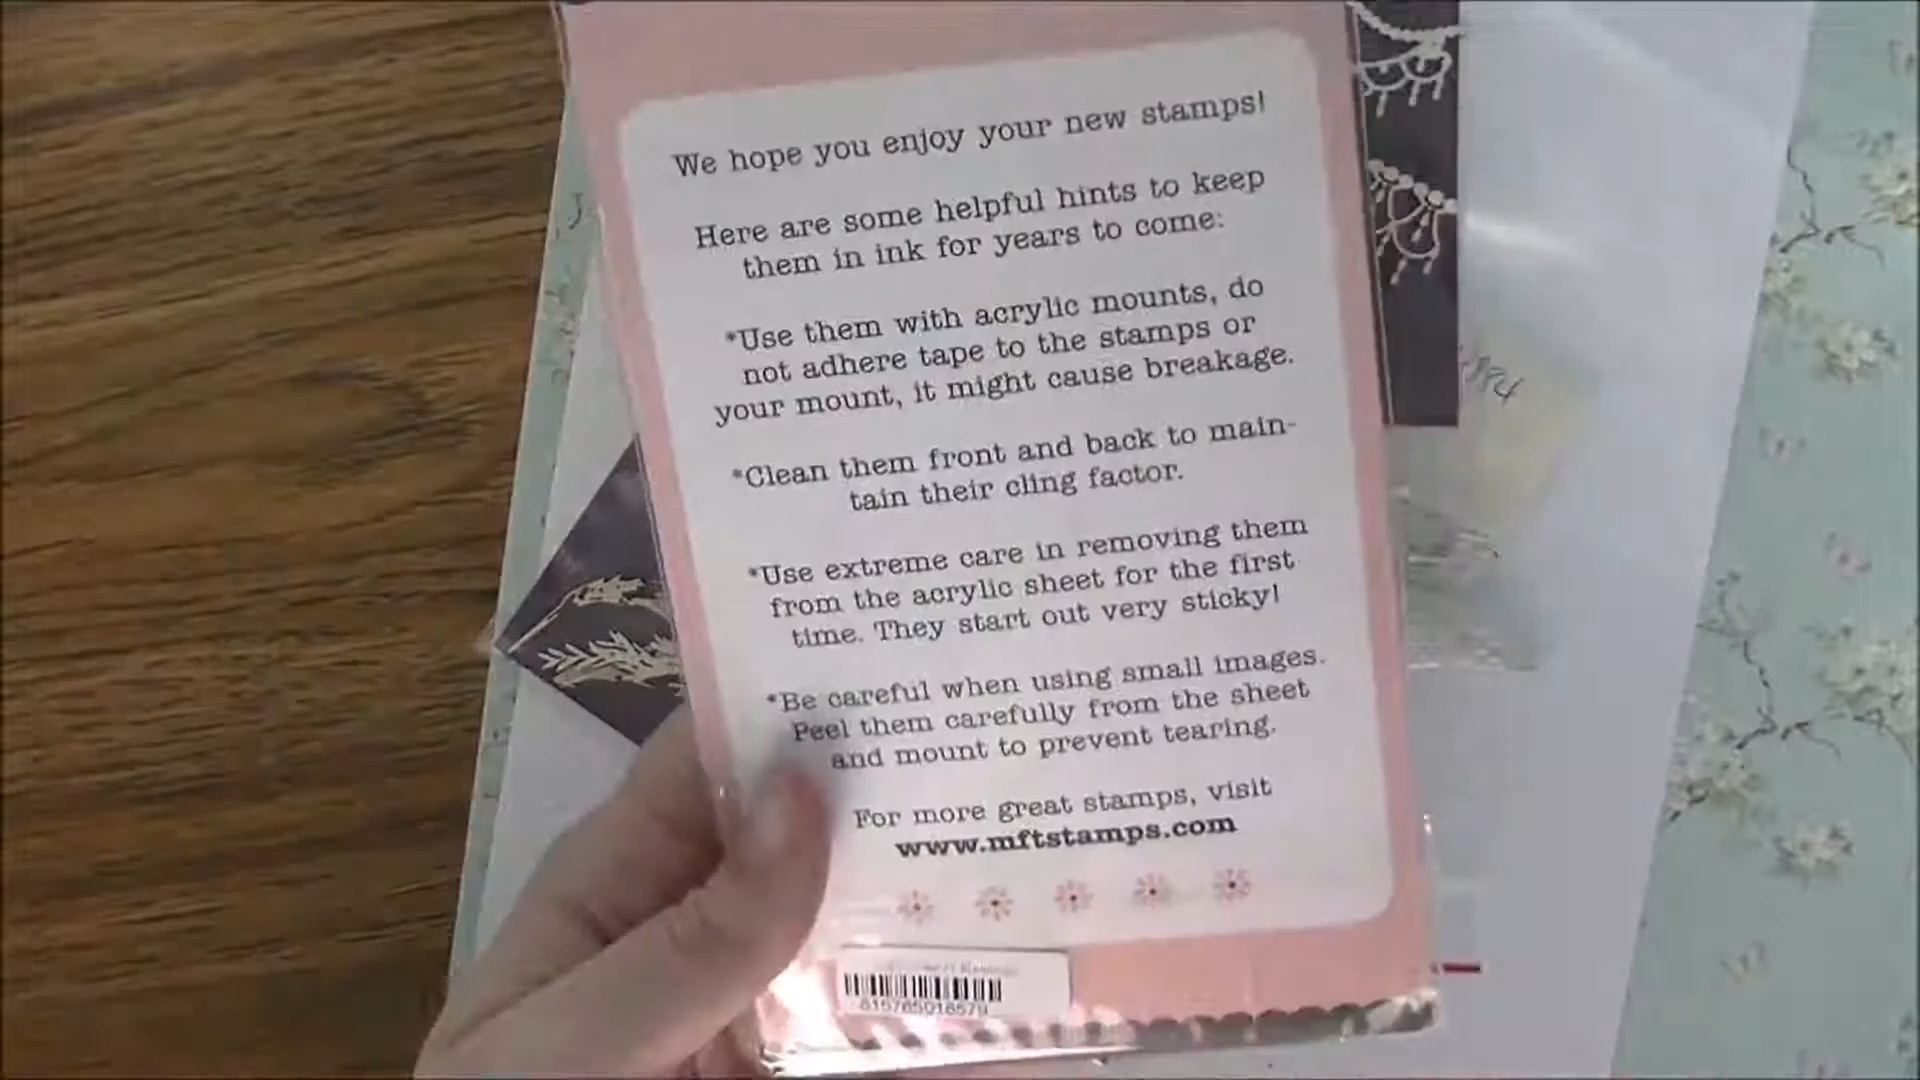 We hope you enjoy your new stamps!
Here are some helpful hints to keep
them in ink for years to come:
*Use them with acrylic mounts, do
not adhere tape to the stamps or
your mount, it might cause breakage.
*Clean them front and back to main-
tain their cling factor.
*Use extreme care in removing them
from the acrylic sheet for the first
time. They start out very sticky!
*Be careful when using small images.
Peel them carefully from the sheet
and mount to prevent tearing.
For more great stamps, visit
www.mftstamps.com